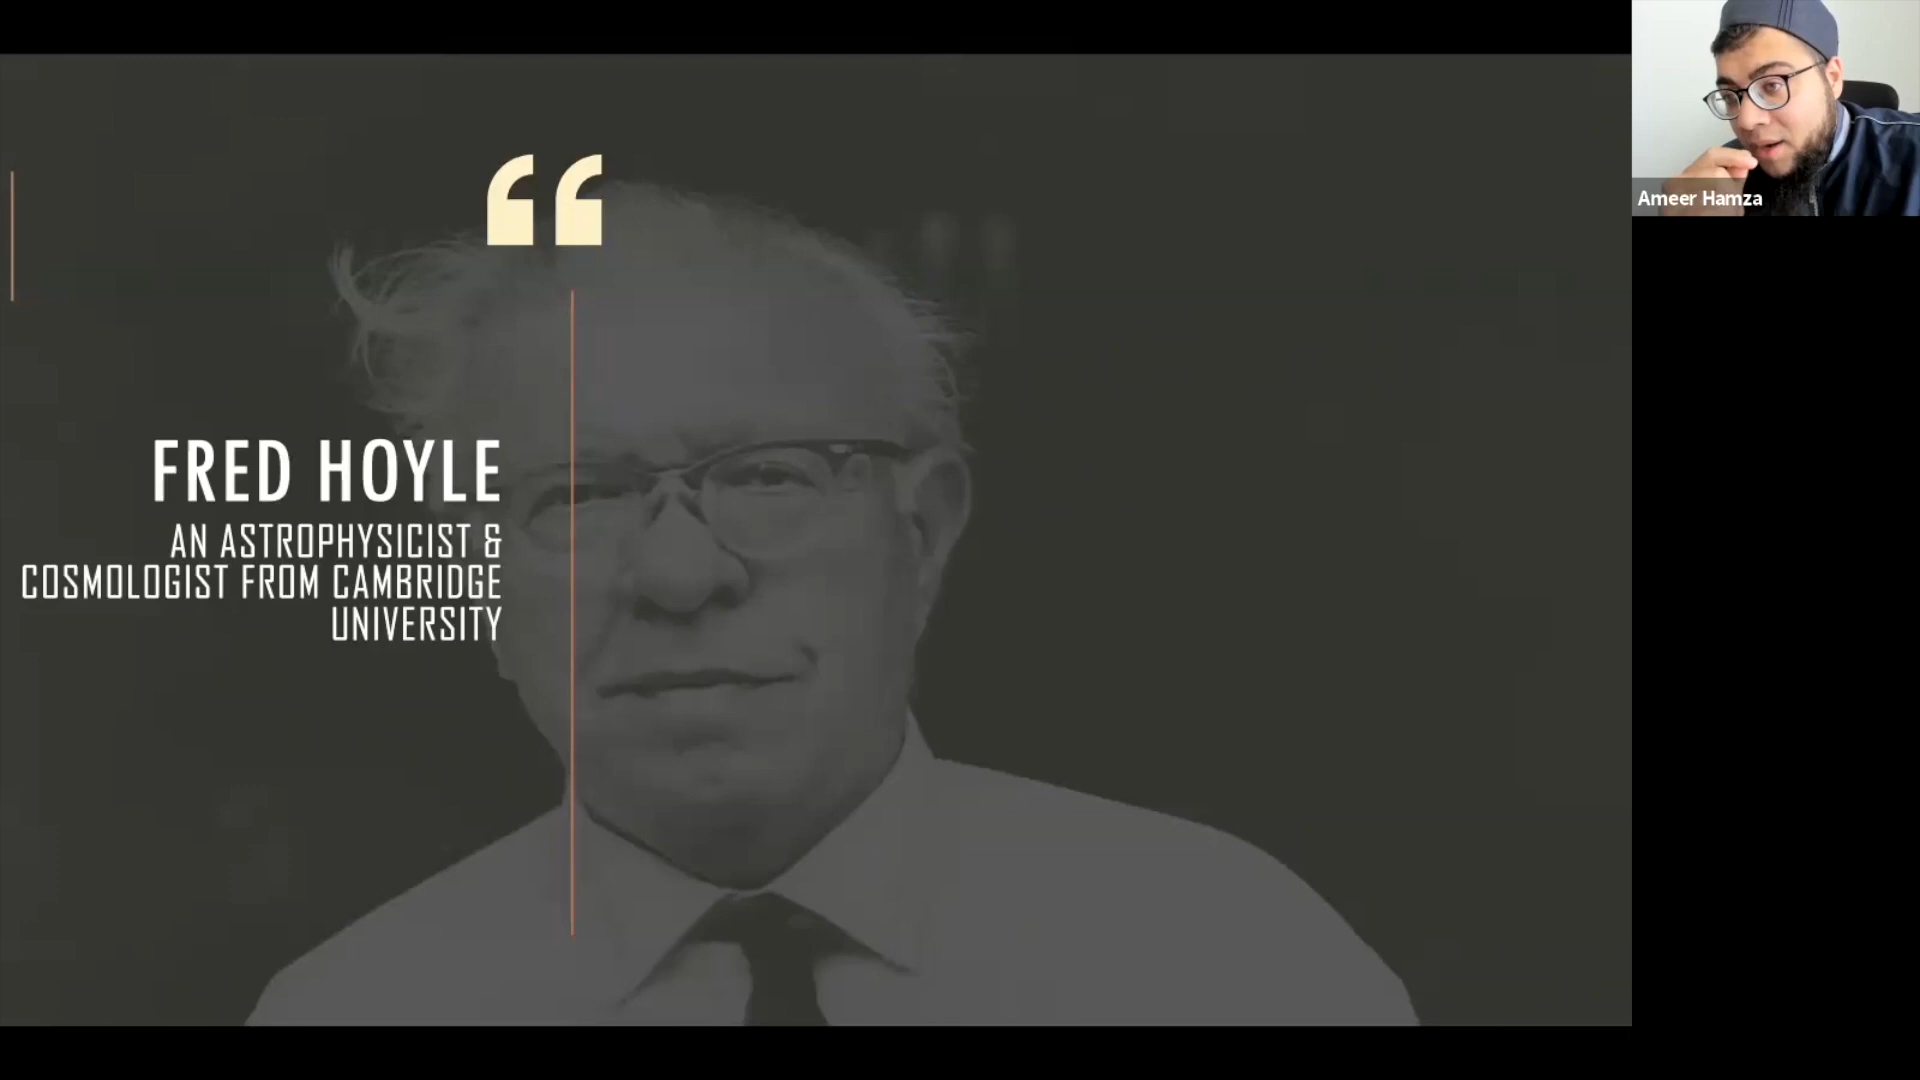 “
FRED HOYLE
AN ASTROPHYSICIST &
COSMOLOGIST FROM CAMBRIDGE
UNIVERSITY
Ameer Hamza